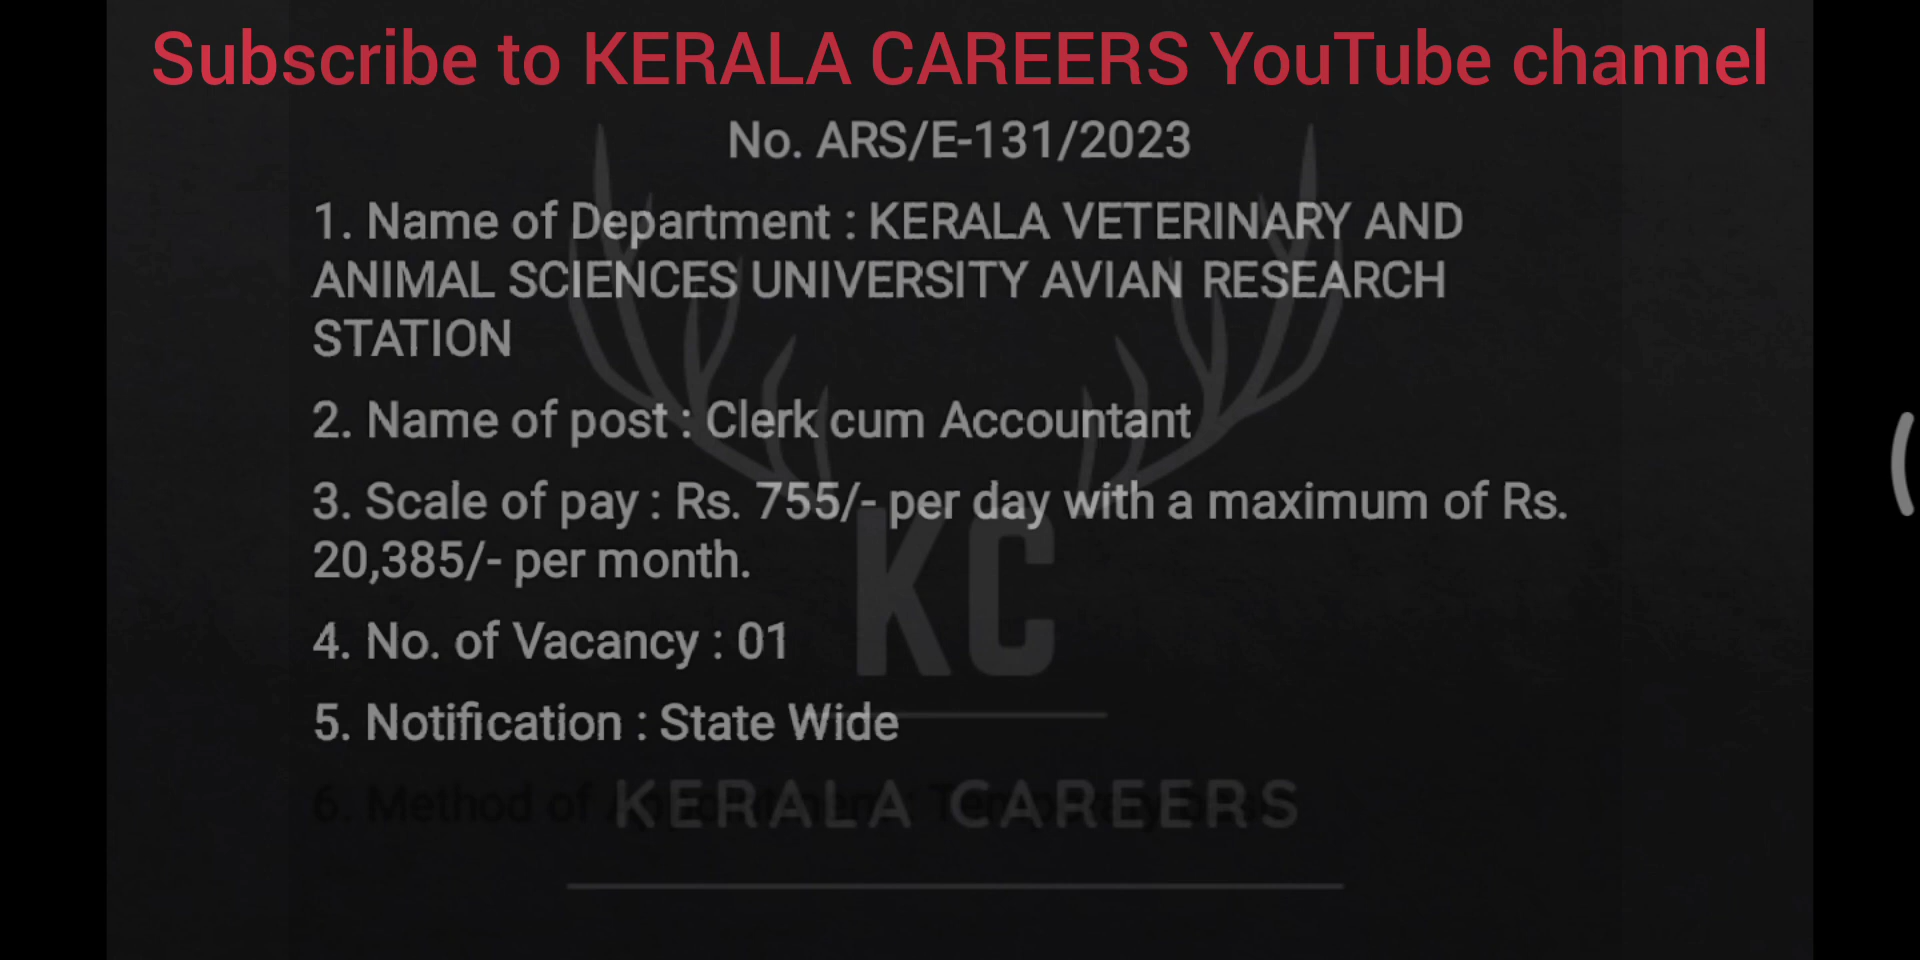 Subscribe to KERALA CAREERS YouTube channel
No. ARS/E-131/2023
1. Name of Department : KERALA VETERINARY AND
ANIMAL SCIENCES UNIVERSITY AVIAN RESEARCH
STATION
2. Name of post : Clerk cum Accountant
3. Scale of pay : Rs. 755/- per day with a maximum of Rs.
20,385/- per month.
KC
4. No. of Vacancy : 01
5. Notification : State Wide
6. Method of
KERALA CAREERS